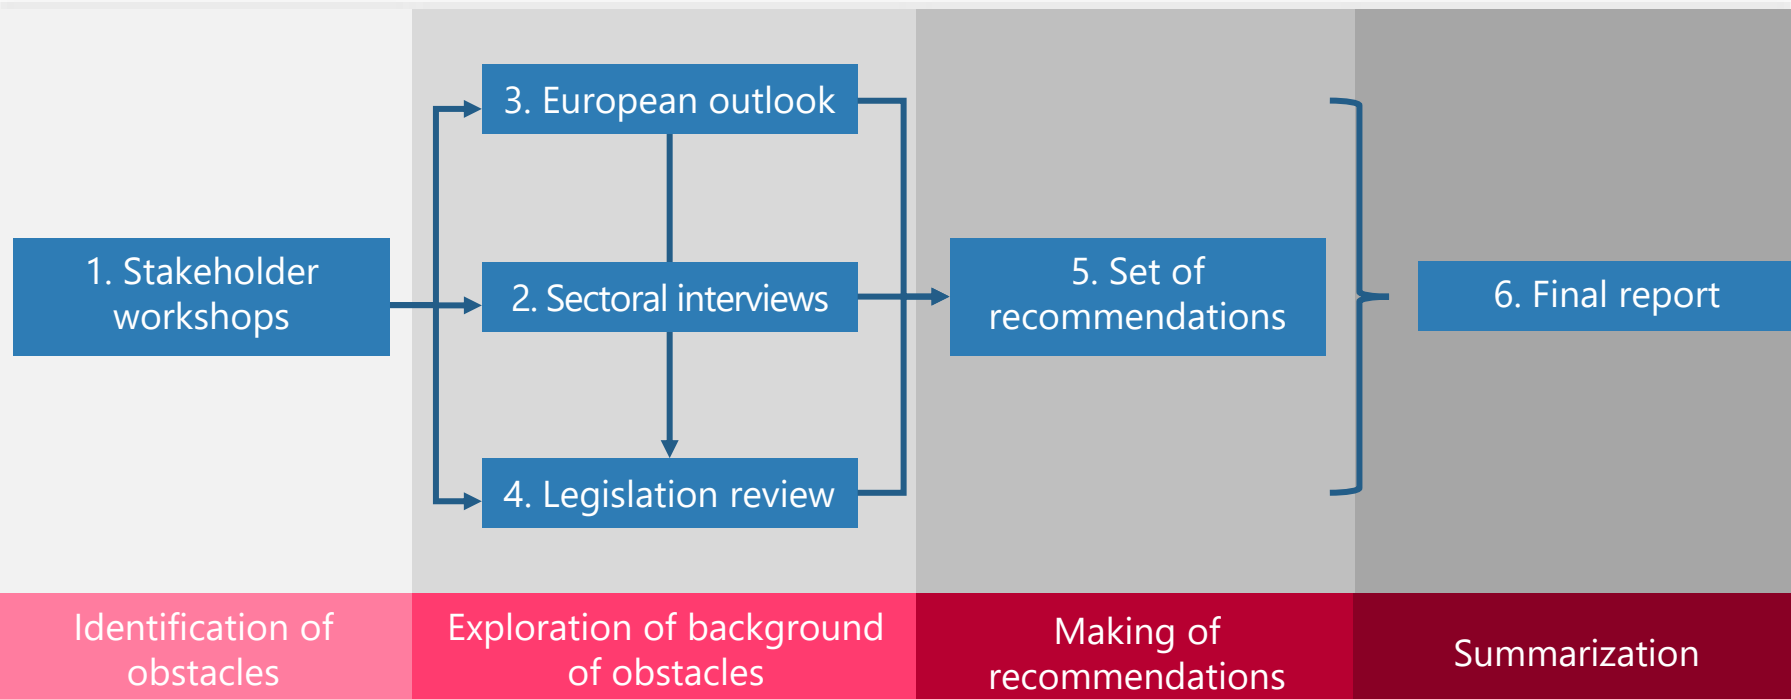 1. Stakeholder
workshops
3. European outlook
2. Sectoral interviews
4. Legislation review
5. Set of
recommendations
6. Final report
Identification of
obstacles
Exploration of background
of obstacles
Making of
recommendations
Summarization